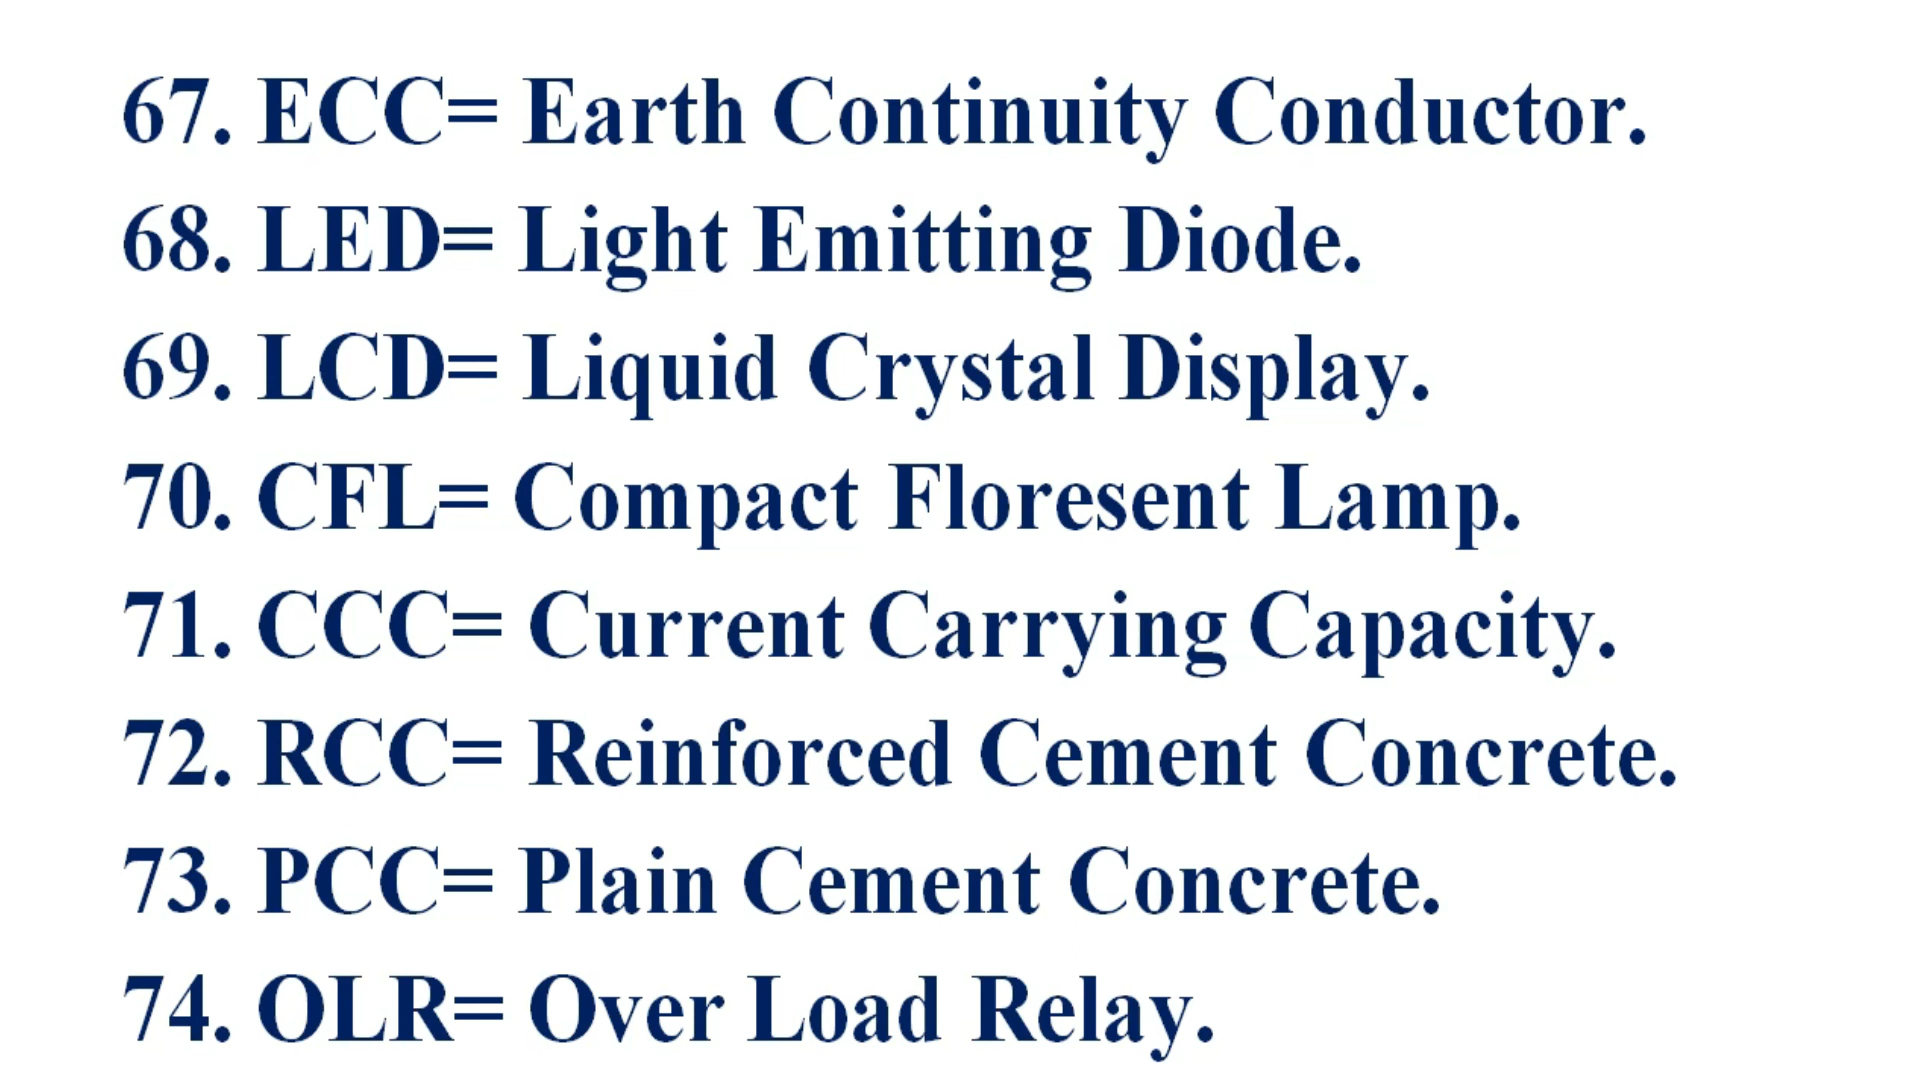 67. ECC= Earth Continuity Conductor.
68. LED= Light Emitting Diode.
69. LCD= Liquid Crystal Display.
70. CFL= Compact Floresent Lamp.
71. CCC= Current Carrying Capacity.
72. RCC= Reinforced Cement Concrete.
73. PCC= Plain Cement Concrete.
74. OLR= Over Load Relay.